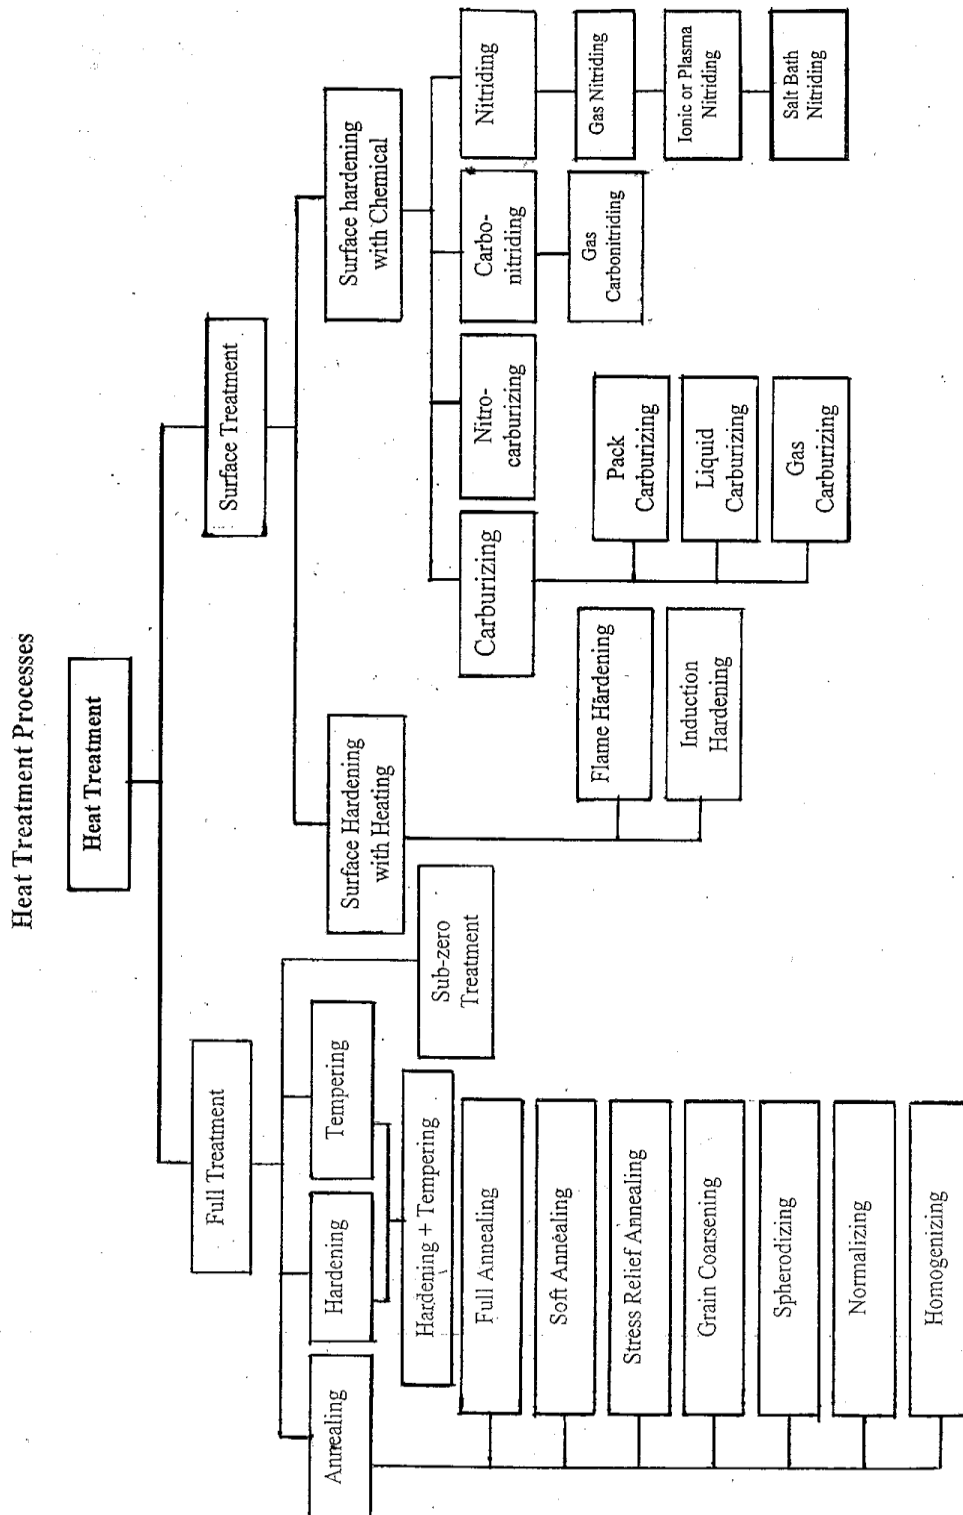 Heat Treatment Processes
Heat Treatment
Full Treatment
Surface Treatment
Annealing
Hardening
Tempering
Sub-zero
Treatment
Hardening + Tempering
Full Annealing
Soft Annealing
Stress Relief Annealing
Grain Coarsening
Spherodizing
Normalizing
Homogenizing
Surface Hardening
with Heating
Flame Hardening
Induction
Hardening
Surface hardening
with Chemical
Carburizing
Pack
Carburizing
Liquid
Carburizing
Gas
Carburizing
Nitro-
carburizing
Carbo-
nitriding
Gas
Carbonitriding
Nitriding
Gas Nitriding
Ionic or Plasma
Nitriding
Salt Bath
Nitriding